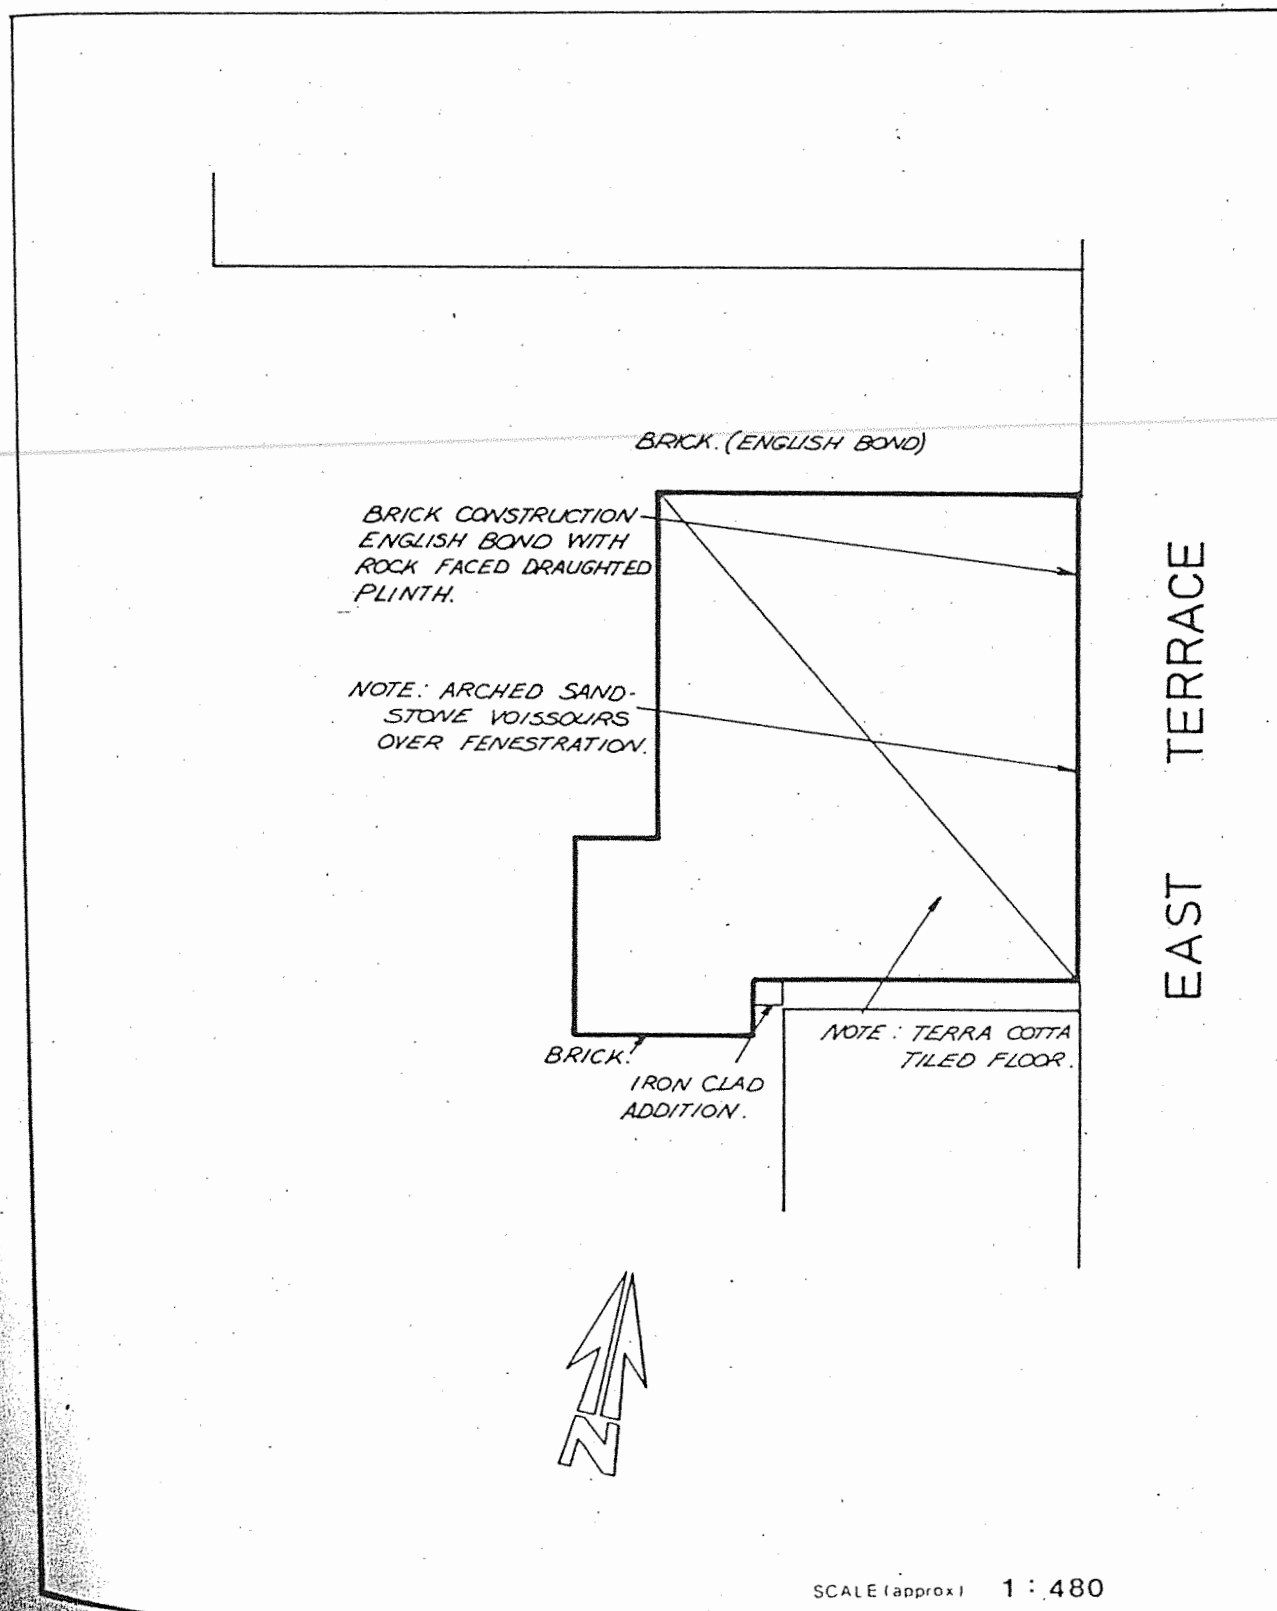 BRICK. (ENGLISH BOND)
BRICK CONSTRUCTION
ENGLISH BOND WITH
ROCK FACED DRAUGHTED
PLINTH.
NOTE: ARCHED SAND-
STONE VOISSOURS
OVER FENESTRATION.
EAST TERRACE
NOTE: TERRA COTTA
TILED FLOOR.
BRICK.
IRON CLAD
ADDITION.
N
SCALE (approx) 1:480